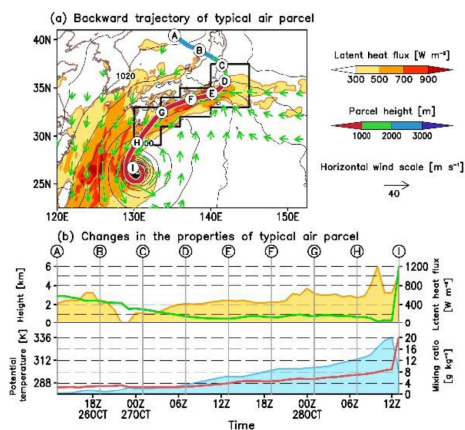 (a) Backward trajectory of typical air parcel
40N
35N
30N
25N
120E 130E 140E 150E
1020
A
B
C
D
E
F
G
H
I
Latent heat flux [W m⁻²]
300 500 700 900
Parcel height [m]
1000 2000 3000
Horizontal wind scale [m s⁻¹]
40
(b) Changes in the properties of typical air parcel
A B C D E F G H I
Height [km]
6
4
2
0
1200
800
400
0
Latent heat flux [W m⁻²]
Potential temperature [K]
336
312
288
20
16
12
8
4
0
Mixing ratio [g kg⁻¹]
18Z 00Z 06Z 12Z 18Z 00Z 06Z 12Z
26OCT 27OCT 28OCT
Time